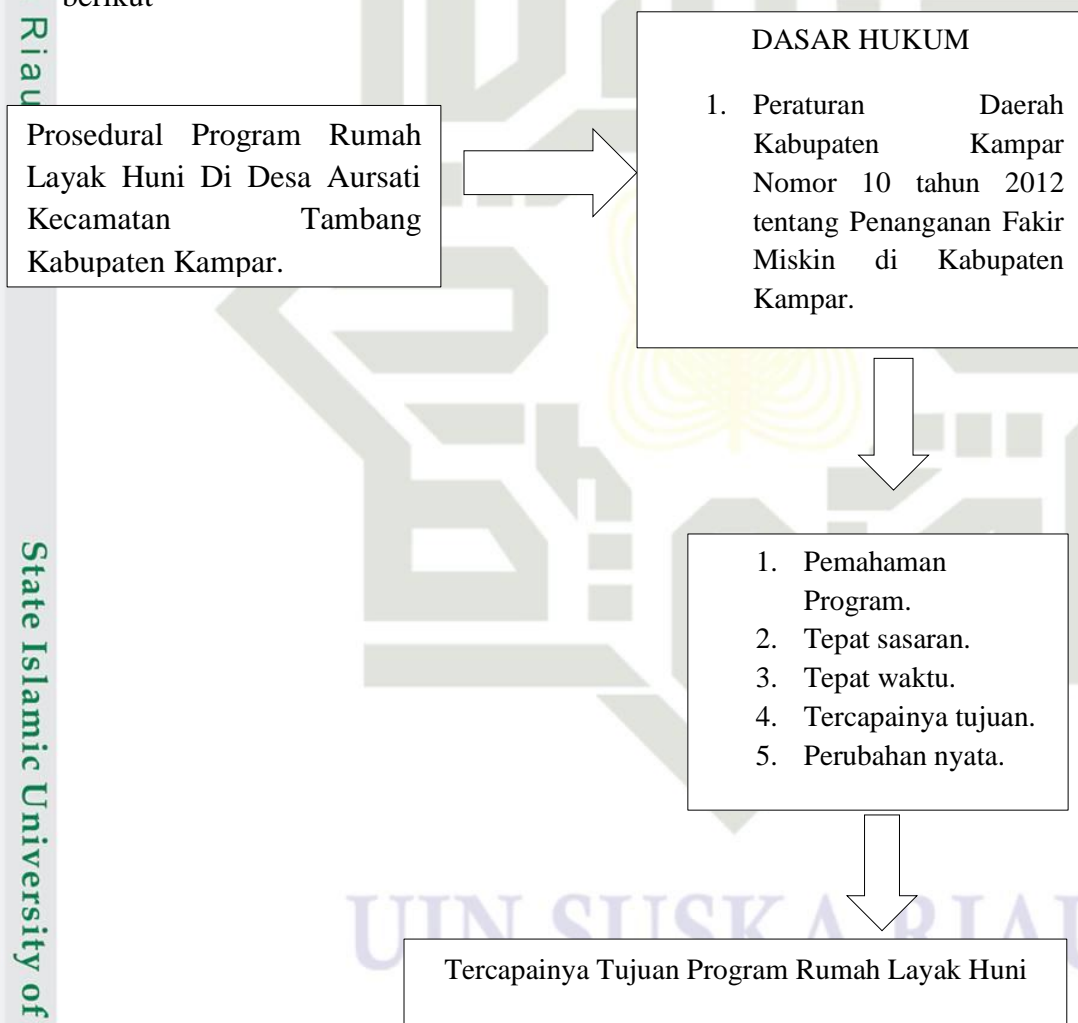 berikut
Prosedural Program Rumah
Layak Huni Di Desa Aursati
Kecamatan Tambang
Kabupaten Kampar.
DASAR HUKUM
1. Peraturan Daerah
Kabupaten Kampar
Nomor 10 tahun 2012
tentang Penanganan Fakir
Miskin di Kabupaten
Kampar.
1. Pemahaman
Program.
2. Tepat sasaran.
3. Tepat waktu.
4. Tercapainya tujuan.
5. Perubahan nyata.
Tercapainya Tujuan Program Rumah Layak Huni
UIN SUSKA RIAU
Riau
State Islamic University of